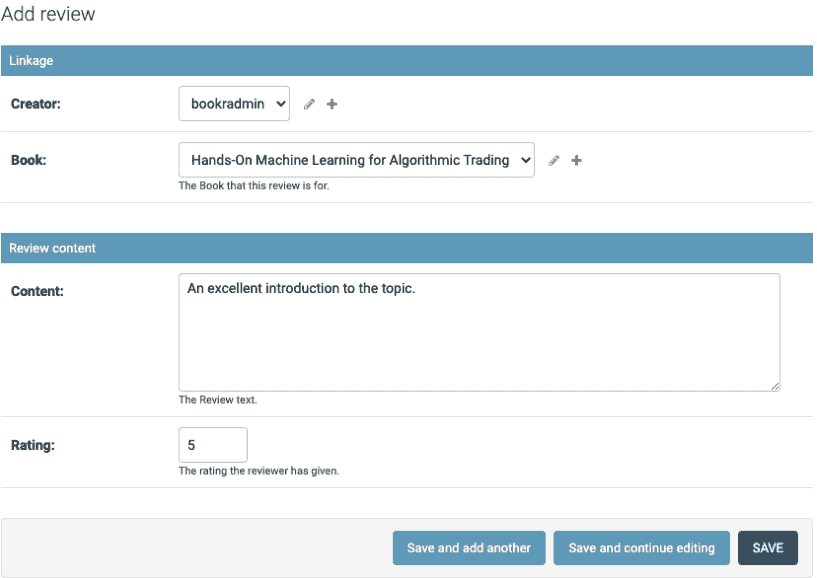 Add review
Linkage
Creator:
bookradmin
Book:
Hands-On Machine Learning for Algorithmic Trading
The Book that this review is for.
Review content
Content:
An excellent introduction to the topic.
The Review text.
Rating:
5
The rating the reviewer has given.
Save and add another
Save and continue editing
SAVE